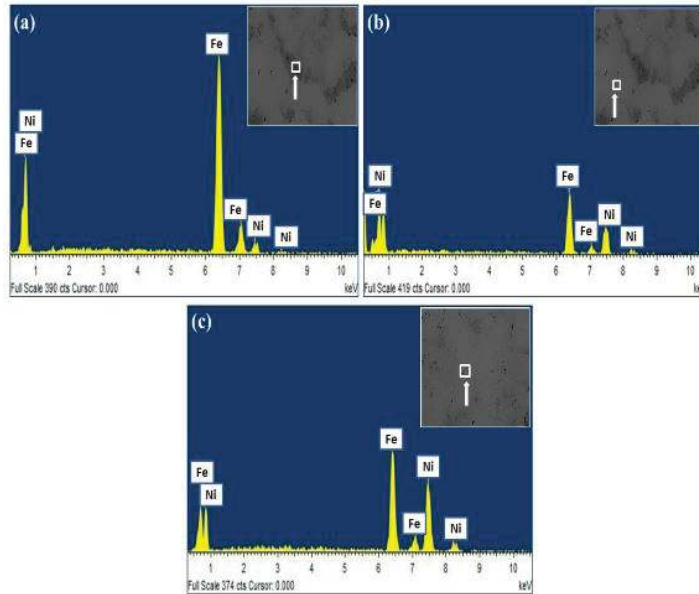 (a)
Fe
Ni
Fe
Fe
Ni
Ni
1 2 3 4 5 6 7 8 9 10
Full Scale 390 cts Cursor: 0.000
keV
(b)
Ni
Fe
Fe
Fe
Ni
Ni
1 2 3 4 5 6 7 8 9 10
Full Scale 419 cts Cursor: 0.000
ke
(c)
Fe
Ni
Fe
Ni
Fe
Ni
1 2 3 4 5 6 7 8 9 10
Full Scale 374 cts Cursor: 0.000
keV